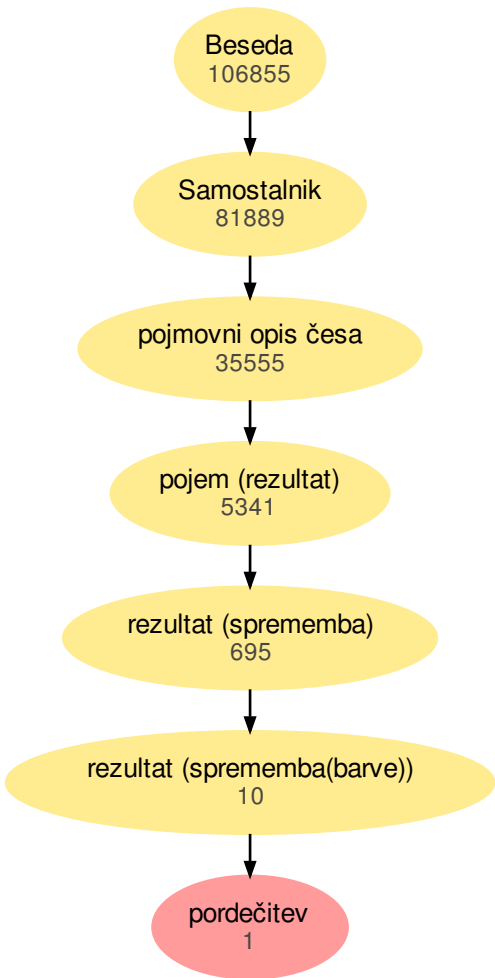 Beseda
106855
Samostalnik
81889
pojmovni opis česa
35555
pojem (rezultat)
5341
rezultat (sprememba)
695
rezultat (sprememba(barve))
10
pordečitev
1